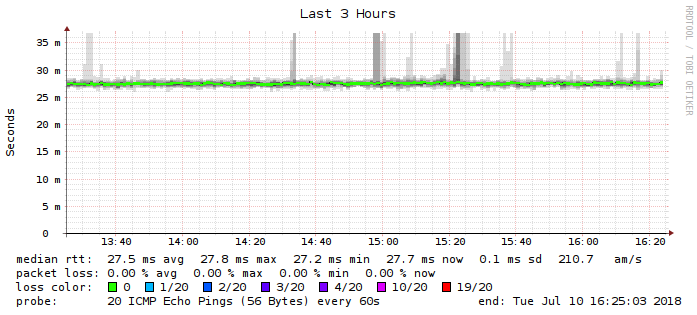 Last 3 Hours
RRDTOOL / TOBI OETIKER
Seconds
35 m
30 m
25 m
20 m
15 m
10 m
5 m
0
13:40 14:00 14:20 14:40 15:00 15:20 15:40 16:00 16:20
median rtt: 27.5 ms avg 27.8 ms max 27.2 ms min 27.7 ms now 0.1 ms sd 210.7 am/s
packet loss: 0.00 % avg 0.00 % max 0.00 % min 0.00 % now
loss color: 0 1/20 2/20 3/20 4/20 10/20 19/20
probe: 20 ICMP Echo Pings (56 Bytes) every 60s end: Tue Jul 10 16:25:03 2018